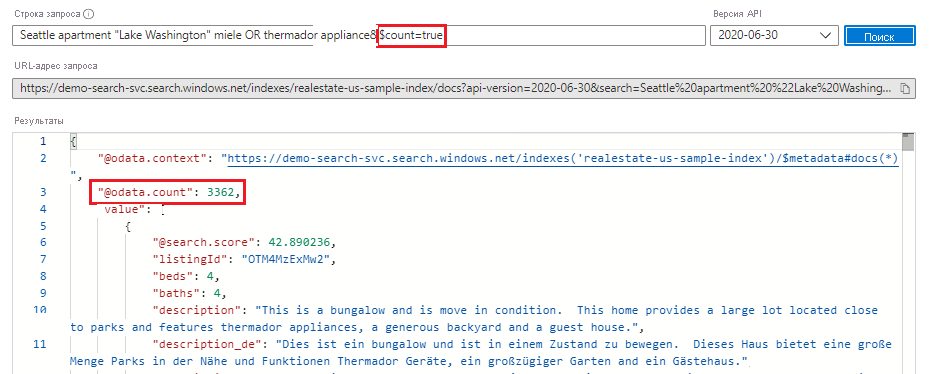 Строка запроса
Версия API
Seattle apartment "Lake Washington" miele OR thermador appliance&$count=true
2020-06-30
Поиск
URL-адрес запроса
https://demo-search-svc.search.windows.net/indexes/realestate-us-sample-index/docs?api-version=2020-06-30&search=Seattle%20apartment%20%22Lake%20Washing...
Результаты
1 {
2 "@odata.context": "https://demo-search-svc.search.windows.net/indexes('realestate-us-sample-index')/$metadata#docs(*)
",
3 "@odata.count": 3362,
4 value": [
5 {
6 "@search.score": 42.890236,
7 "listingId": "OTM4MzExMw2",
8 "beds": 4,
9 "baths": 4,
10 "description": "This is a bungalow and is move in condition.  This home provides a large lot located close
to parks and features thermador appliances, a generous backyard and a guest house.",
11 "description_de": "Dies ist ein bungalow und ist in einem Zustand zu bewegen.  Dieses Haus bietet eine große
Menge Parks in der Nähe und Funktionen Thermador Geräte, ein großzügiger Garten and ein Gästehaus."